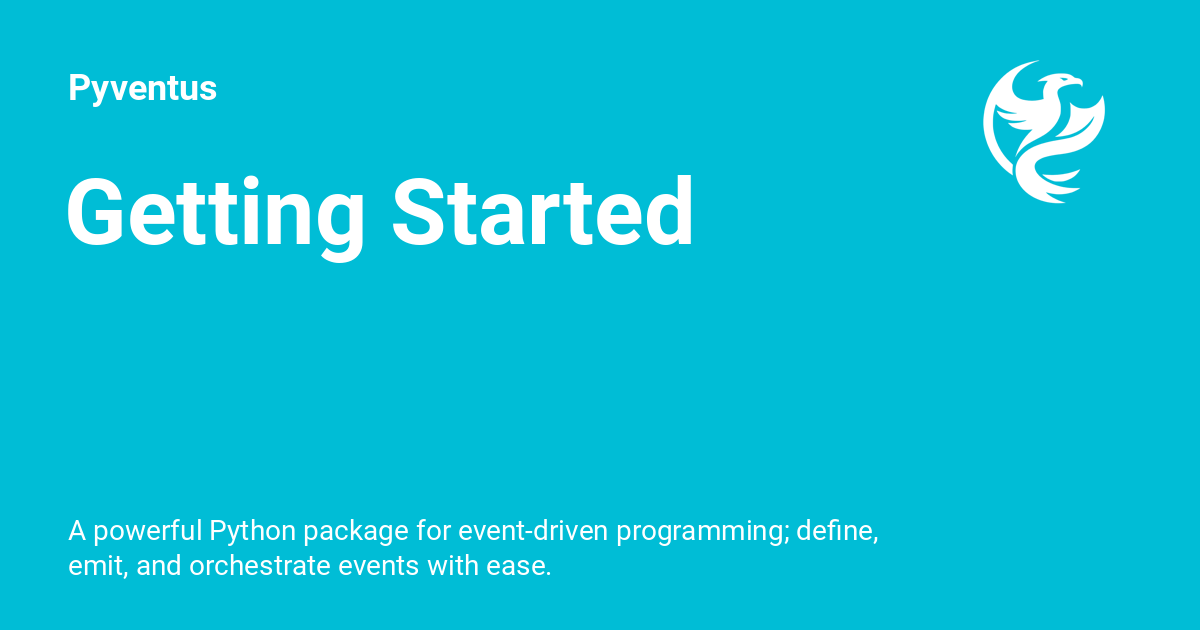 Pyventus
Getting Started
A powerful Python package for event-driven programming; define,
emit, and orchestrate events with ease.